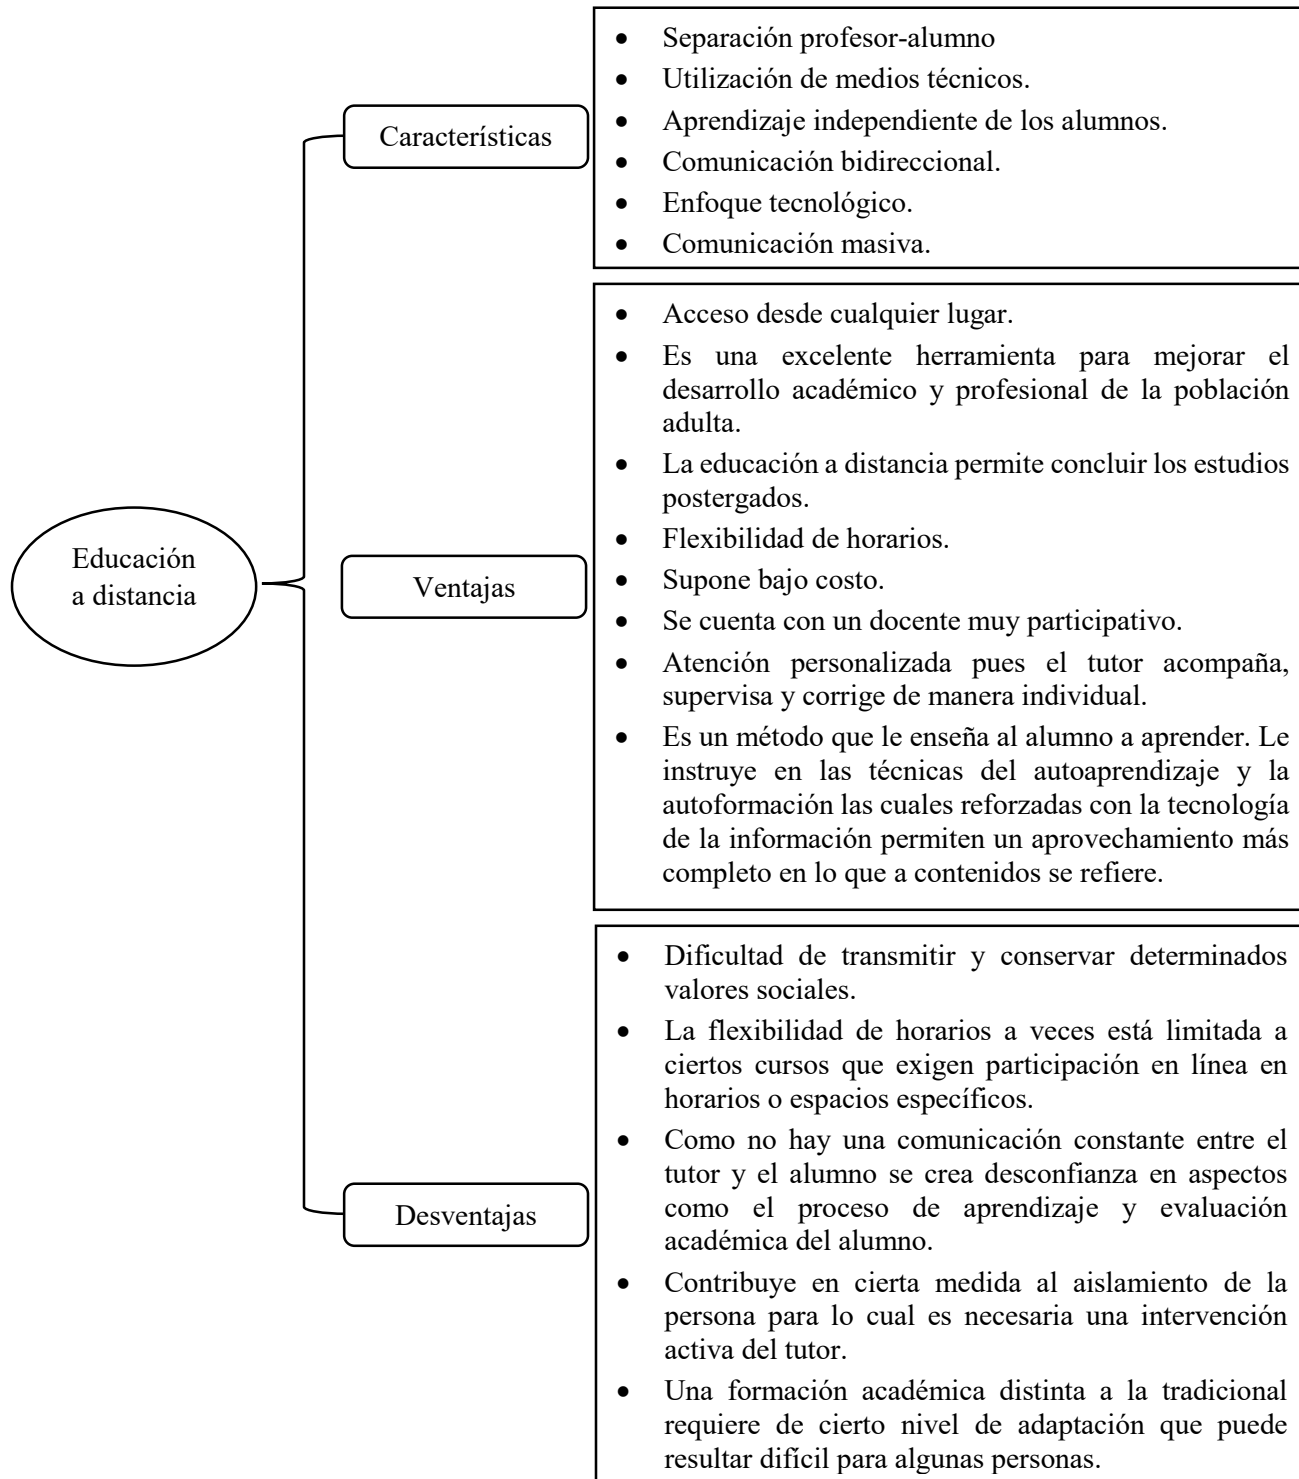 Educación
a distancia
Característícas
• Separación profesor-alumno
• Utilización de medios técnicos.
• Aprendizaje independiente de los alumnos.
• Comunicación bidireccional.
• Enfoque tecnológico.
• Comunicación masiva.
Ventajas
• Acceso desde cualquier lugar.
• Es una excelente herramienta para mejorar el
desarrollo académico y profesional de la población
adulta.
• La educación a distancia permite concluir los estudios
postergados.
• Flexibilidad de horarios.
• Supone bajo costo.
• Se cuenta con un docente muy participativo.
• Atención personalizada pues el tutor acompaña,
supervisa y corrige de manera individual.
• Es un método que le enseña al alumno a aprender. Le
instruye en las técnicas del autoaprendizaje y la
autoformación las cuales reforzadas con la tecnología
de la información permiten un aprovechamiento más
completo en lo que a contenidos se refiere.
Desventajas
• Dificultad de transmitir y conservar determinados
valores sociales.
• La flexibilidad de horarios a veces está limitada a
ciertos cursos que exigen participación en línea en
horarios o espacios específicos.
• Como no hay una comunicación constante entre el
tutor y el alumno se crea desconfianza en aspectos
como el proceso de aprendizaje y evaluación
académica del alumno.
• Contribuye en cierta medida al aislamiento de la
persona para lo cual es necesaria una intervención
activa del tutor.
• Una formación académica distinta a la tradicional
requiere de cierto nivel de adaptación que puede
resultar difícil para algunas personas.